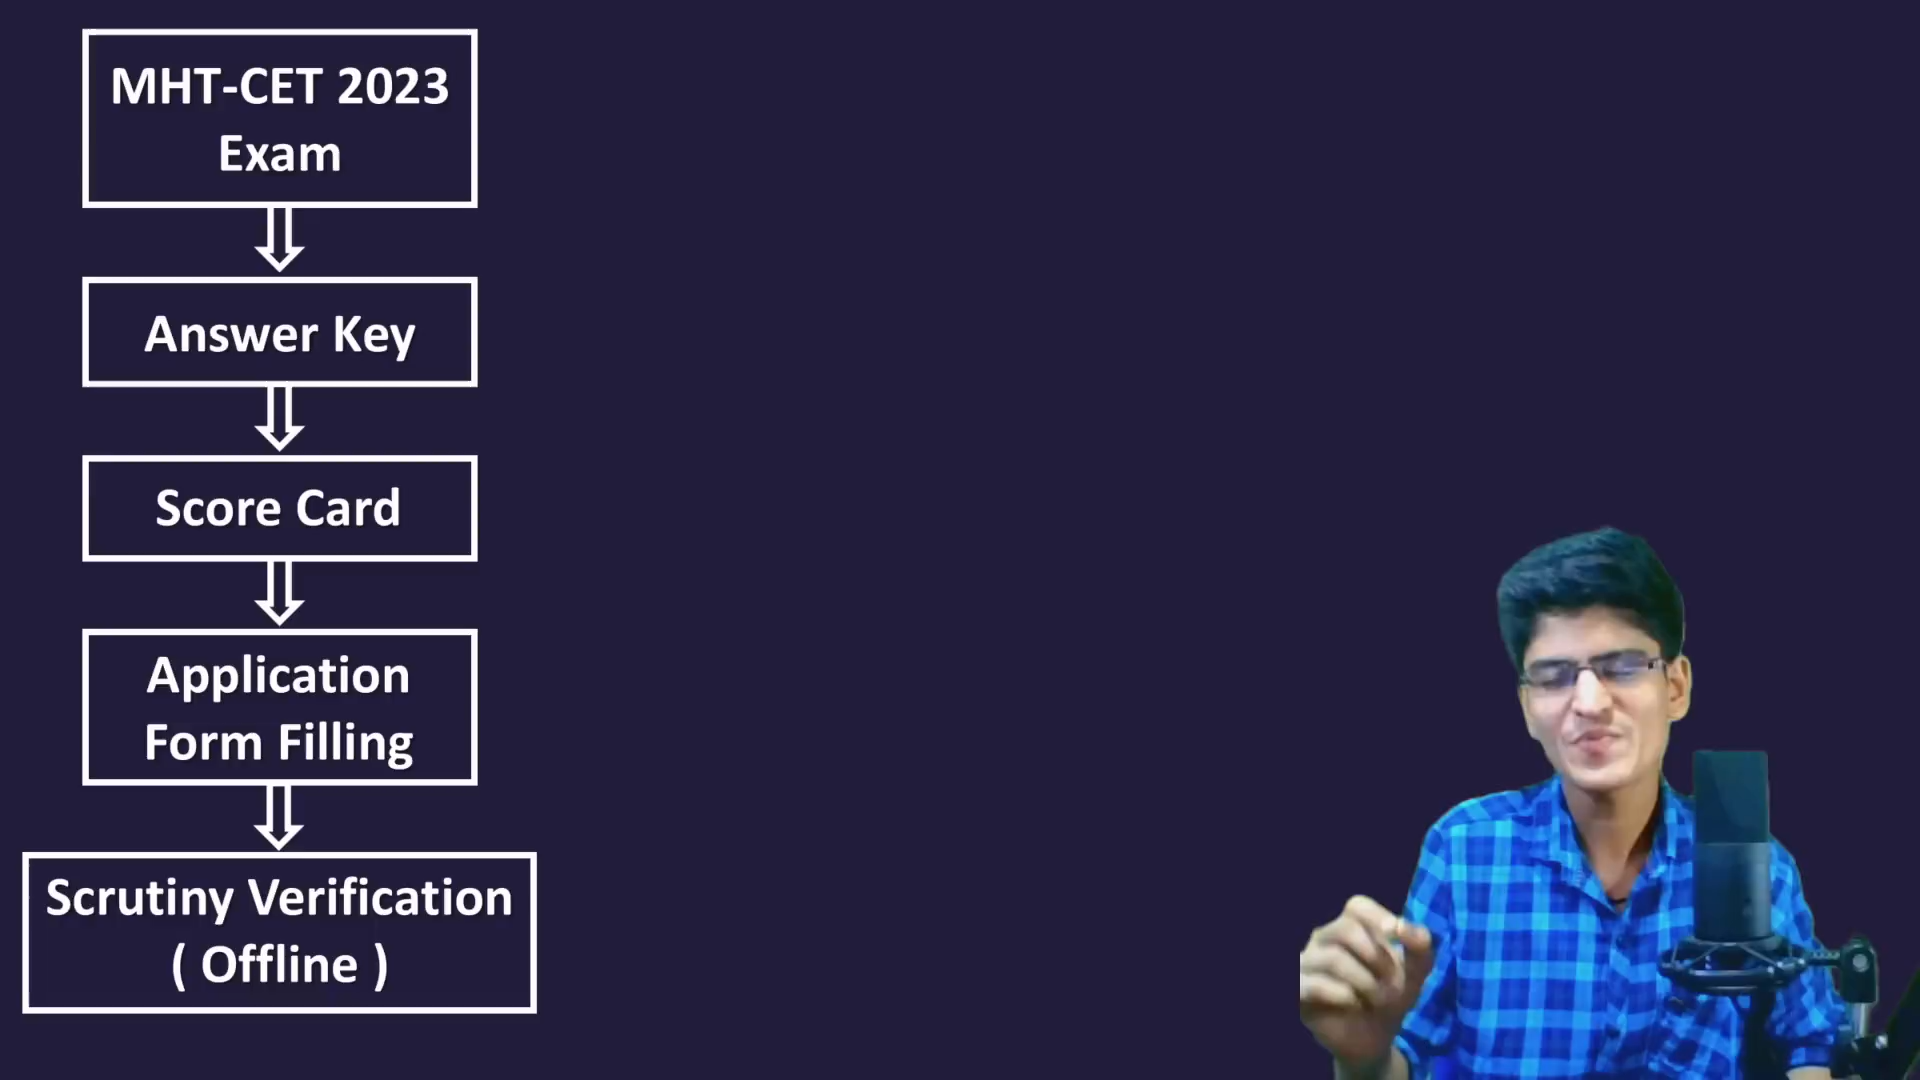 MHT-CET 2023
Exam
Answer Key
Score Card
Application
Form Filling
Scrutiny Verification
( Offline )